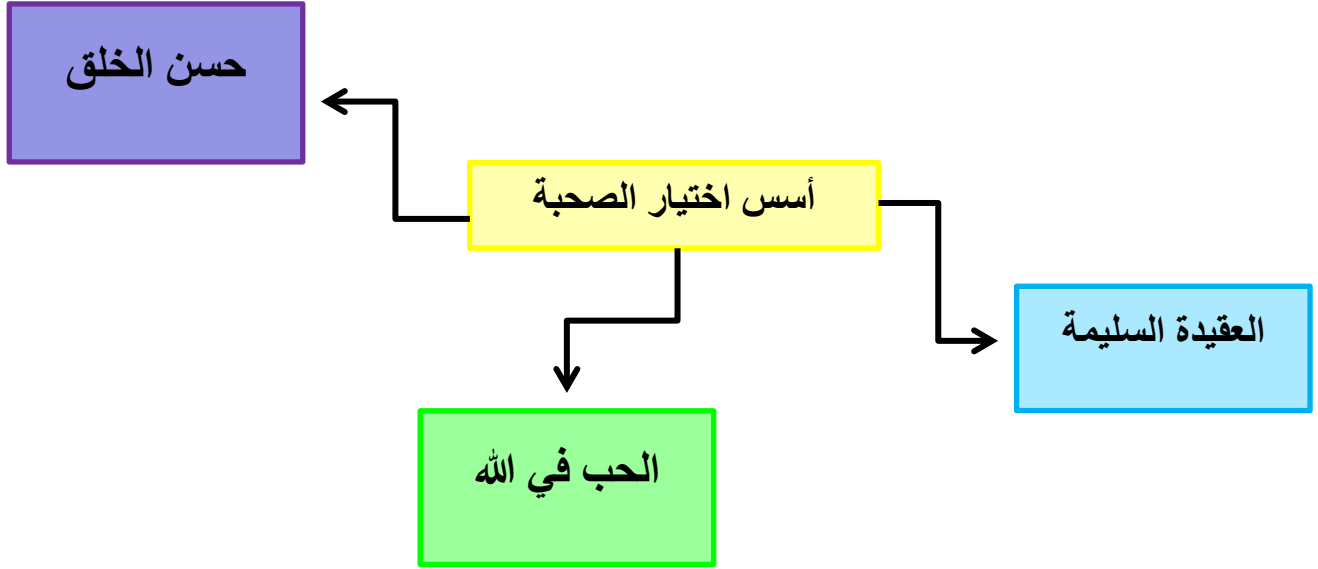 حسن الخلق
أسس اختيار الصحبة
العقيدة السليمة
الحب في الله